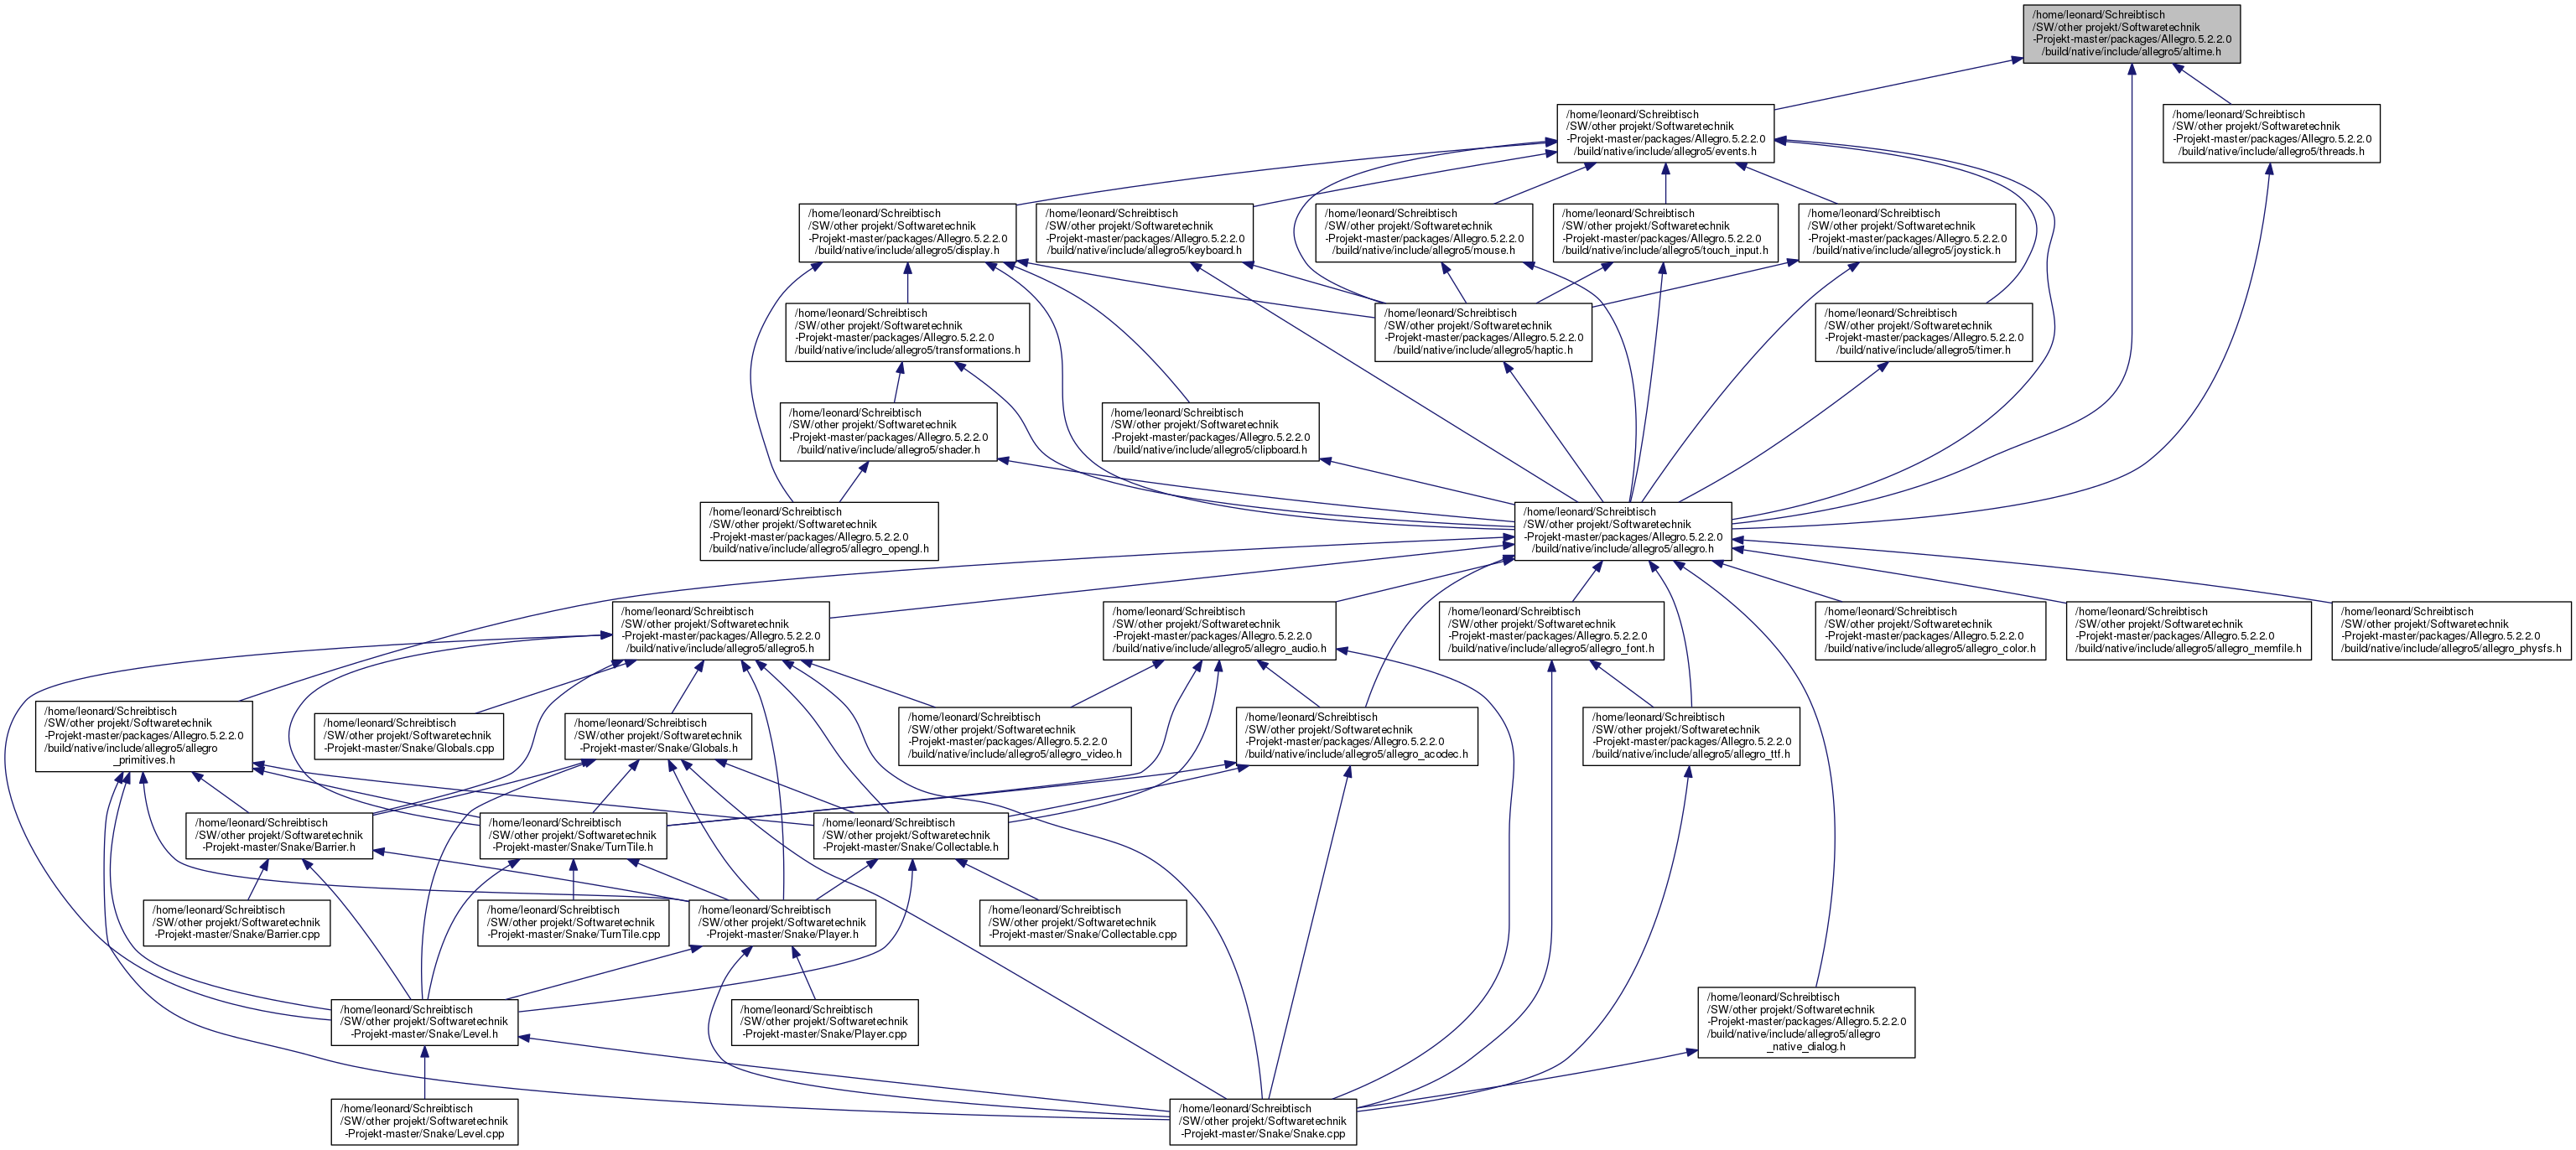 /home/leonard/Schreibtisch
/SW/other projekt/Softwaretechnik
-Projekt-master/packages/Allegro.5.2.2.0
/build/native/include/allegro5/altime.h
/home/leonard/Schreibtisch
/SW/other projekt/Softwaretechnik
-Projekt-master/packages/Allegro.5.2.2.0
/build/native/include/allegro5/events.h
/home/leonard/Schreibtisch
/SW/other projekt/Softwaretechnik
-Projekt-master/packages/Allegro.5.2.2.0
/build/native/include/allegro5/threads.h
/home/leonard/Schreibtisch
/SW/other projekt/Softwaretechnik
-Projekt-master/packages/Allegro.5.2.2.0
/build/native/include/allegro5/display.h
/home/leonard/Schreibtisch
/SW/other projekt/Softwaretechnik
-Projekt-master/packages/Allegro.5.2.2.0
/build/native/include/allegro5/keyboard.h
/home/leonard/Schreibtisch
/SW/other projekt/Softwaretechnik
-Projekt-master/packages/Allegro.5.2.2.0
/build/native/include/allegro5/mouse.h
/home/leonard/Schreibtisch
/SW/other projekt/Softwaretechnik
-Projekt-master/packages/Allegro.5.2.2.0
/build/native/include/allegro5/touch_input.h
/home/leonard/Schreibtisch
/SW/other projekt/Softwaretechnik
-Projekt-master/packages/Allegro.5.2.2.0
/build/native/include/allegro5/joystick.h
/home/leonard/Schreibtisch
/SW/other projekt/Softwaretechnik
-Projekt-master/packages/Allegro.5.2.2.0
/build/native/include/allegro5/transformations.h
/home/leonard/Schreibtisch
/SW/other projekt/Softwaretechnik
-Projekt-master/packages/Allegro.5.2.2.0
/build/native/include/allegro5/haptic.h
/home/leonard/Schreibtisch
/SW/other projekt/Softwaretechnik
-Projekt-master/packages/Allegro.5.2.2.0
/build/native/include/allegro5/timer.h
/home/leonard/Schreibtisch
/SW/other projekt/Softwaretechnik
-Projekt-master/packages/Allegro.5.2.2.0
/build/native/include/allegro5/shader.h
/home/leonard/Schreibtisch
/SW/other projekt/Softwaretechnik
-Projekt-master/packages/Allegro.5.2.2.0
/build/native/include/allegro5/clipboard.h
/home/leonard/Schreibtisch
/SW/other projekt/Softwaretechnik
-Projekt-master/packages/Allegro.5.2.2.0
/build/native/include/allegro5/allegro_opengl.h
/home/leonard/Schreibtisch
/SW/other projekt/Softwaretechnik
-Projekt-master/packages/Allegro.5.2.2.0
/build/native/include/allegro5/allegro.h
/home/leonard/Schreibtisch
/SW/other projekt/Softwaretechnik
-Projekt-master/packages/Allegro.5.2.2.0
/build/native/include/allegro5/allegro5.h
/home/leonard/Schreibtisch
/SW/other projekt/Softwaretechnik
-Projekt-master/packages/Allegro.5.2.2.0
/build/native/include/allegro5/allegro_audio.h
/home/leonard/Schreibtisch
/SW/other projekt/Softwaretechnik
-Projekt-master/packages/Allegro.5.2.2.0
/build/native/include/allegro5/allegro_font.h
/home/leonard/Schreibtisch
/SW/other projekt/Softwaretechnik
-Projekt-master/packages/Allegro.5.2.2.0
/build/native/include/allegro5/allegro_color.h
/home/leonard/Schreibtisch
/SW/other projekt/Softwaretechnik
-Projekt-master/packages/Allegro.5.2.2.0
/build/native/include/allegro5/allegro_memfile.h
/home/leonard/Schreibtisch
/SW/other projekt/Softwaretechnik
-Projekt-master/packages/Allegro.5.2.2.0
/build/native/include/allegro5/allegro_physfs.h
/home/leonard/Schreibtisch
/SW/other projekt/Softwaretechnik
-Projekt-master/packages/Allegro.5.2.2.0
/build/native/include/allegro5/allegro
_primitives.h
/home/leonard/Schreibtisch
/SW/other projekt/Softwaretechnik
-Projekt-master/Snake/Globals.cpp
/home/leonard/Schreibtisch
/SW/other projekt/Softwaretechnik
-Projekt-master/Snake/Globals.h
/home/leonard/Schreibtisch
/SW/other projekt/Softwaretechnik
-Projekt-master/packages/Allegro.5.2.2.0
/build/native/include/allegro5/allegro_video.h
/home/leonard/Schreibtisch
/SW/other projekt/Softwaretechnik
-Projekt-master/packages/Allegro.5.2.2.0
/build/native/include/allegro5/allegro_acodec.h
/home/leonard/Schreibtisch
/SW/other projekt/Softwaretechnik
-Projekt-master/packages/Allegro.5.2.2.0
/build/native/include/allegro5/allegro_ttf.h
/home/leonard/Schreibtisch
/SW/other projekt/Softwaretechnik
-Projekt-master/Snake/Barrier.h
/home/leonard/Schreibtisch
/SW/other projekt/Softwaretechnik
-Projekt-master/Snake/TurnTile.h
/home/leonard/Schreibtisch
/SW/other projekt/Softwaretechnik
-Projekt-master/Snake/Collectable.h
/home/leonard/Schreibtisch
/SW/other projekt/Softwaretechnik
-Projekt-master/Snake/Barrier.cpp
/home/leonard/Schreibtisch
/SW/other projekt/Softwaretechnik
-Projekt-master/Snake/TurnTile.cpp
/home/leonard/Schreibtisch
/SW/other projekt/Softwaretechnik
-Projekt-master/Snake/Player.h
/home/leonard/Schreibtisch
/SW/other projekt/Softwaretechnik
-Projekt-master/Snake/Collectable.cpp
/home/leonard/Schreibtisch
/SW/other projekt/Softwaretechnik
-Projekt-master/Snake/Level.h
/home/leonard/Schreibtisch
/SW/other projekt/Softwaretechnik
-Projekt-master/Snake/Player.cpp
/home/leonard/Schreibtisch
/SW/other projekt/Softwaretechnik
-Projekt-master/packages/Allegro.5.2.2.0
/build/native/include/allegro5/allegro
_native_dialog.h
/home/leonard/Schreibtisch
/SW/other projekt/Softwaretechnik
-Projekt-master/Snake/Level.cpp
/home/leonard/Schreibtisch
/SW/other projekt/Softwaretechnik
-Projekt-master/Snake/Snake.cpp